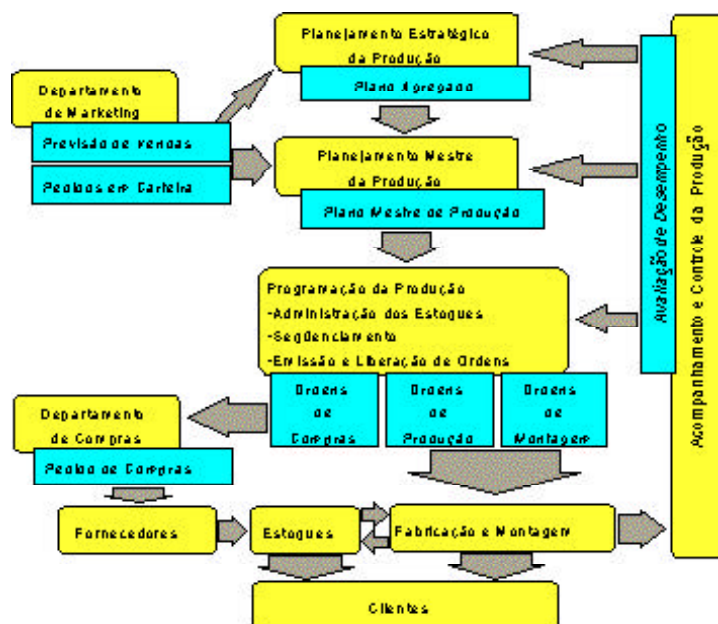 Planejamento Estratégico
da Produção
Plano Agregado
Departamento
de Marketing
Previsão de Vendas
Pedidos em Carteira
Planejamento Mestre
da Produção
Plano Mestre de Produção
Programação da Produção
-Administração dos Estoques
-Seqüenciamento
-Emissão e Liberação de Ordens
Ordens
de
Compras
Ordens
de
Produção
Ordens
de
Montagem
Departamento
de Compras
Pedido de Compras
Fornecedores
Estoques
Fabricação e Montagem
Clientes
Avaliação de Desempenho
Acompanhamento e Controle da Produção